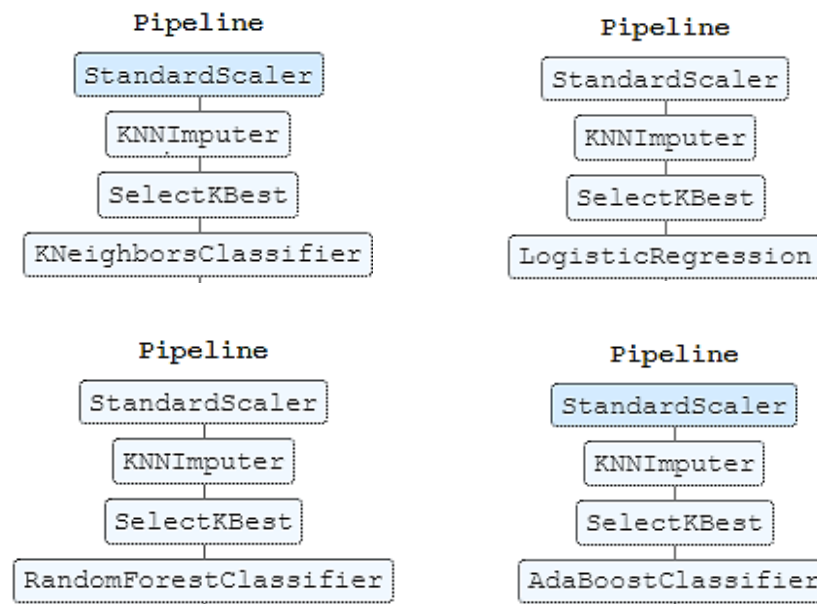 Pipeline
StandardScaler
KNNImputer
SelectKBest
KNeighborsClassifier
Pipeline
StandardScaler
KNNImputer
SelectKBest
LogisticRegression
Pipeline
StandardScaler
KNNImputer
SelectKBest
RandomForestClassifier
Pipeline
StandardScaler
KNNImputer
SelectKBest
AdaBoostClassifier